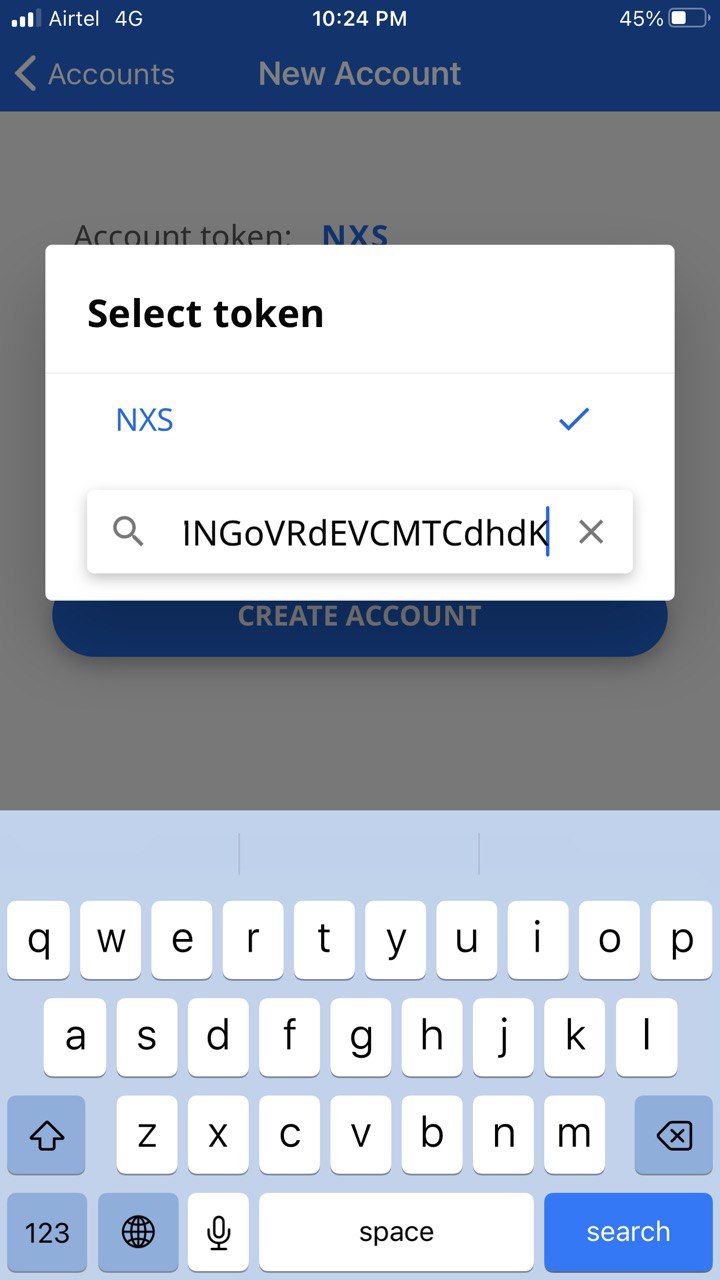 Airtel 4G 10:24 PM 45%
Accounts New Account
Account token: NXS
Select token
NXS
NGoVRdEVCMTCdhdK
CREATE ACCOUNT
q w e r t y u i o p
a s d f g h j k l
z x c v b n m
123 space search